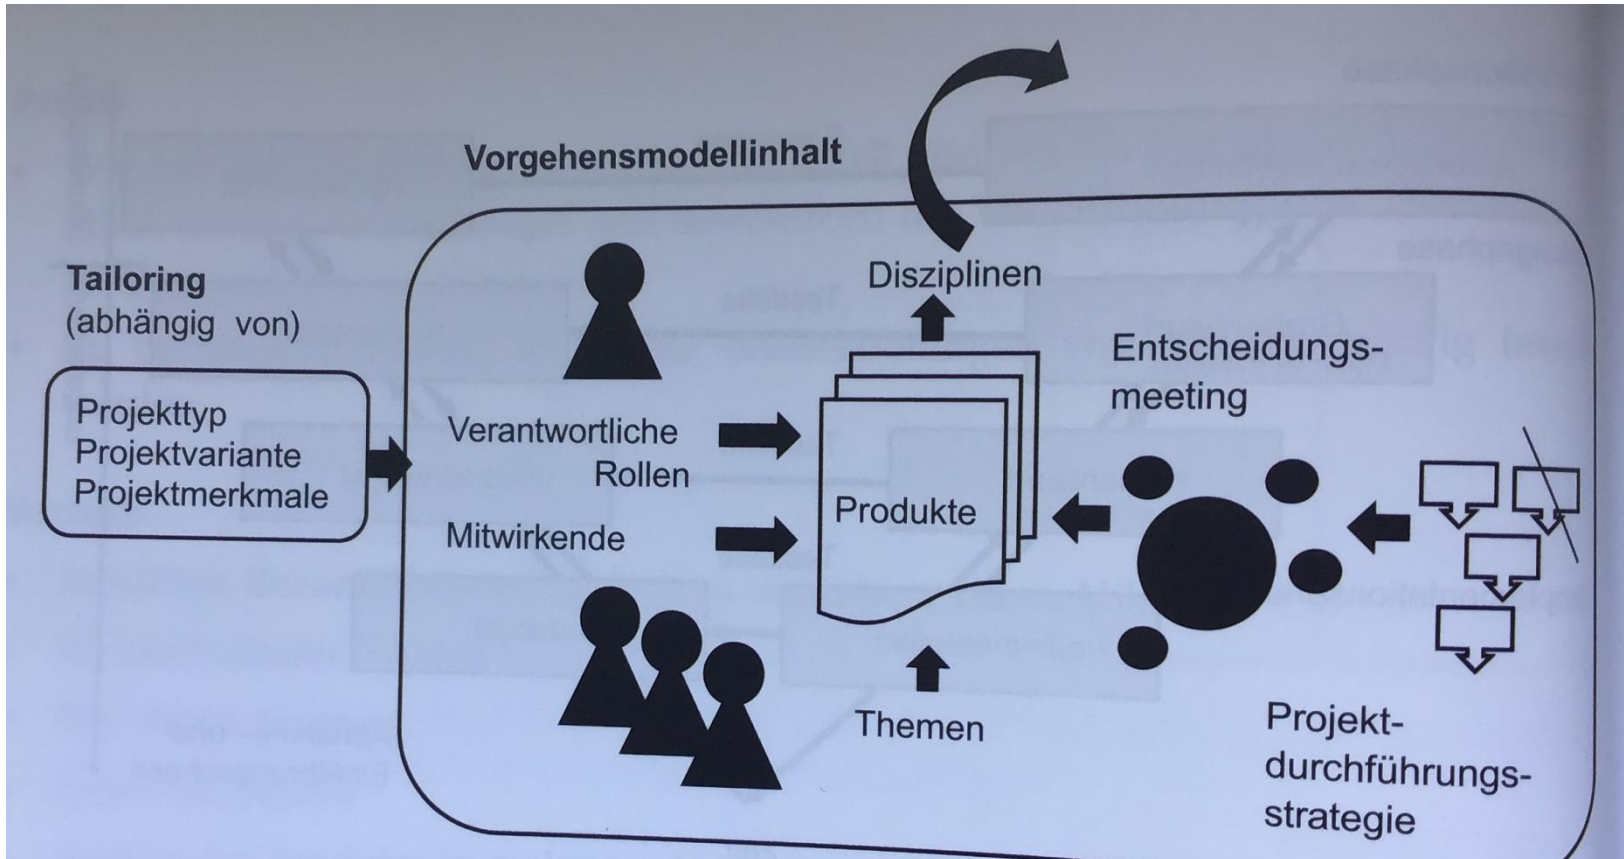 Vorgehensmodellinhalt
Tailoring
(abhängig von)
Projekttyp
Projektvariante
Projektmerkmale
Verantwortliche
Rollen
Mitwirkende
Disziplinen
Produkte
Themen
Entscheidungs-
meeting
Projekt-
durchführungs-
strategie